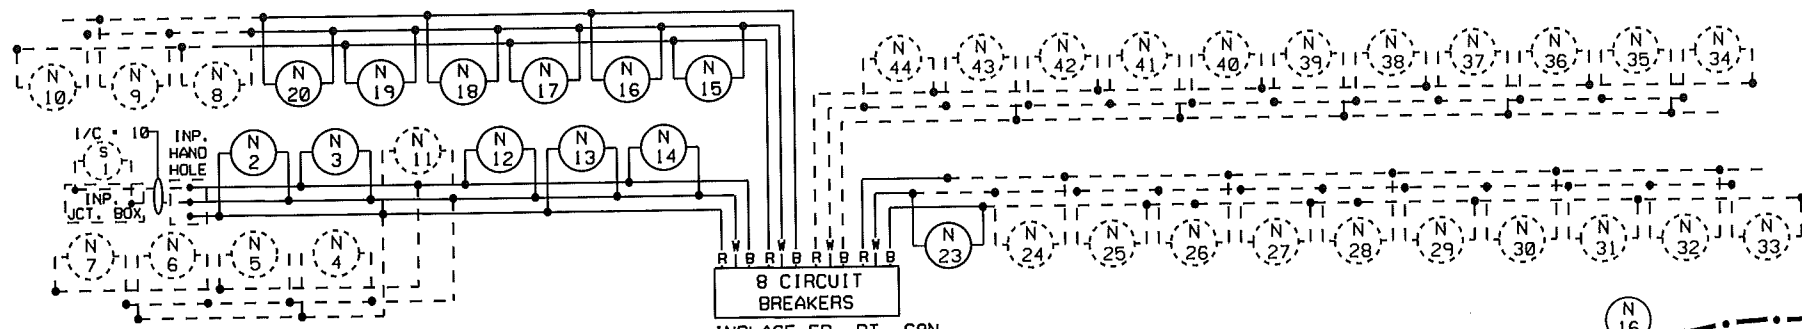 N 10
N 9
N 8
N 20
N 19
N 18
N 17
N 16
N 15
N 44
N 43
N 42
N 41
N 40
N 39
N 38
N 37
N 36
N 35
N 34
I/C = 10
S 1
INP.
HAND
HOLE
N 2
N 3
N 11
N 12
N 13
N 14
INP.
JCT. BOX
N 7
N 6
N 5
N 4
R W B R W B R W B R W B
N 23
N 24
N 25
N 26
N 27
N 28
N 29
N 30
N 31
N 32
N 33
8 CIRCUIT
BREAKERS
N 16